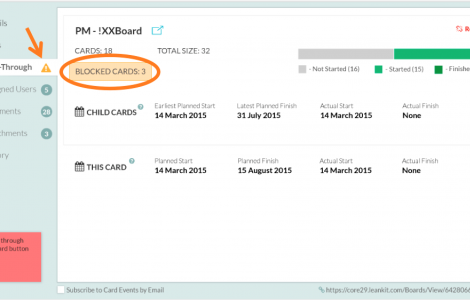 ils
-Through
gned Users 5
ments 28
chments 3
ory
through
ard button
PM - !XXBoard
CARDS: 18 TOTAL SIZE: 32
BLOCKED CARDS: 3
- Not Started (16) - Started (15) - Finishe
CHILD CARDS ?
Earliest Planned Start Latest Planned Finish Actual Start Actual Finish
14 March 2015 31 July 2015 14 March 2015 None
THIS CARD ?
Planned Start Planned Finish Actual Start Actual Finish
14 March 2015 15 August 2015 14 March 2015 None
Subscribe to Card Events by Email
https://core29.leankit.com/Boards/View/6428066